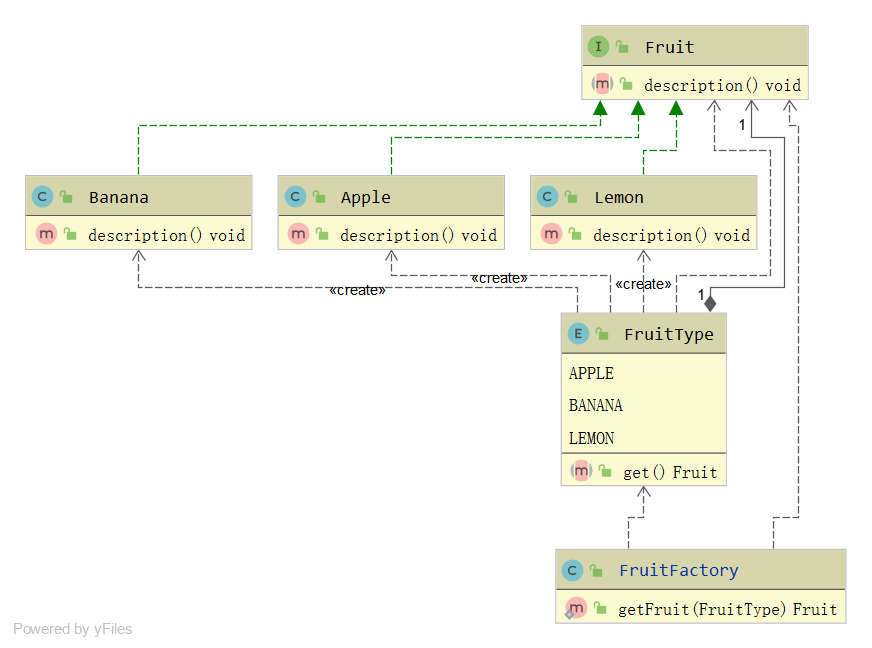 I Fruit
m description() void
1
C Banana
m description() void
C Apple
m description() void
C Lemon
m description() void
«create»
«create»
«create»
1
E FruitType
APPLE
BANANA
LEMON
m get() Fruit
C FruitFactory
m getFruit(FruitType) Fruit
Powered by yFiles